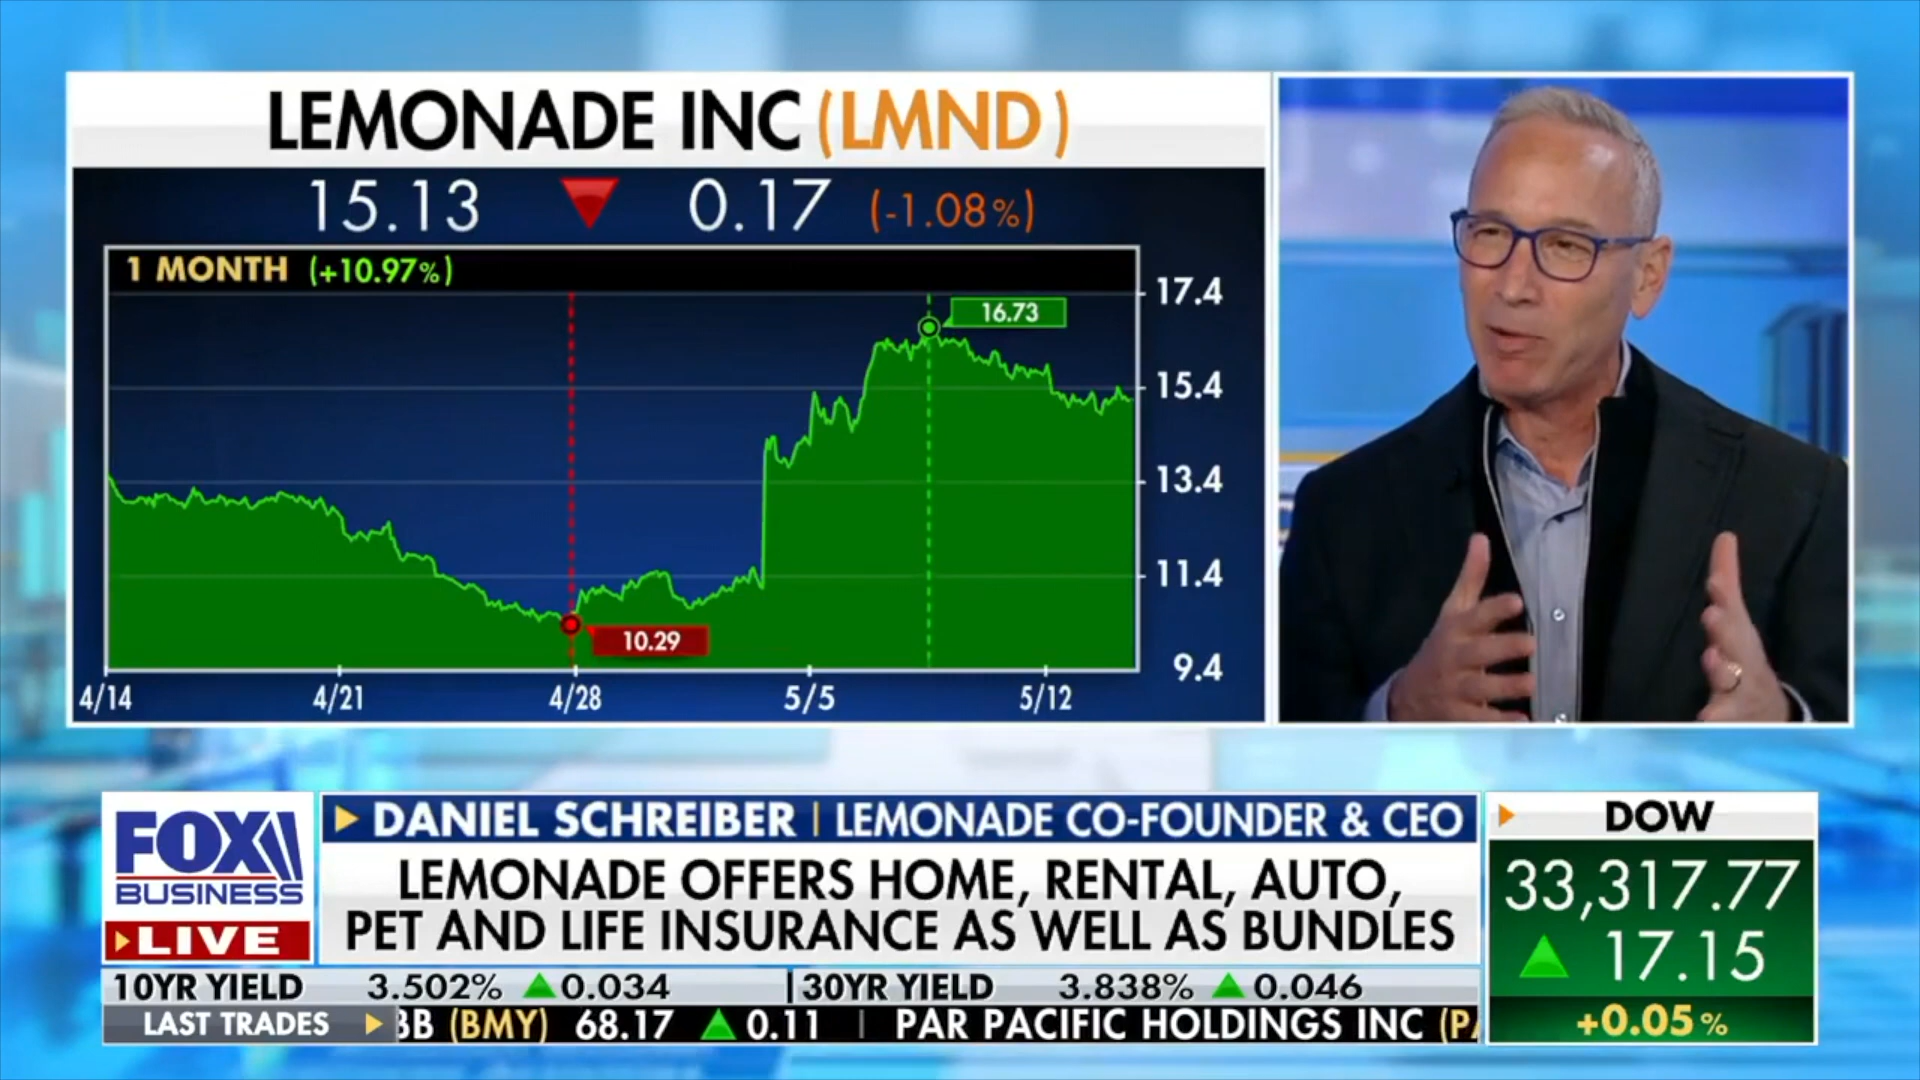 LEMONADE INC (LMND)
15.13 ▼ 0.17 (-1.08%)
1 MONTH (+10.97%)
17.4
16.73
15.4
13.4
11.4
10.29
9.4
4/14 4/21 4/28 5/5 5/12
FOX
BUSINESS
LIVE
DANIEL SCHREIBER | LEMONADE CO-FOUNDER & CEO
LEMONADE OFFERS HOME, RENTAL, AUTO,
PET AND LIFE INSURANCE AS WELL AS BUNDLES
DOW
33,317.77
▲ 17.15
+0.05%
10YR YIELD 3.502% ▲ 0.034 | 30YR YIELD 3.838% ▲ 0.046
LAST TRADES BB (BMY) 68.17 ▲ 0.11 | PAR PACIFIC HOLDINGS INC (PA